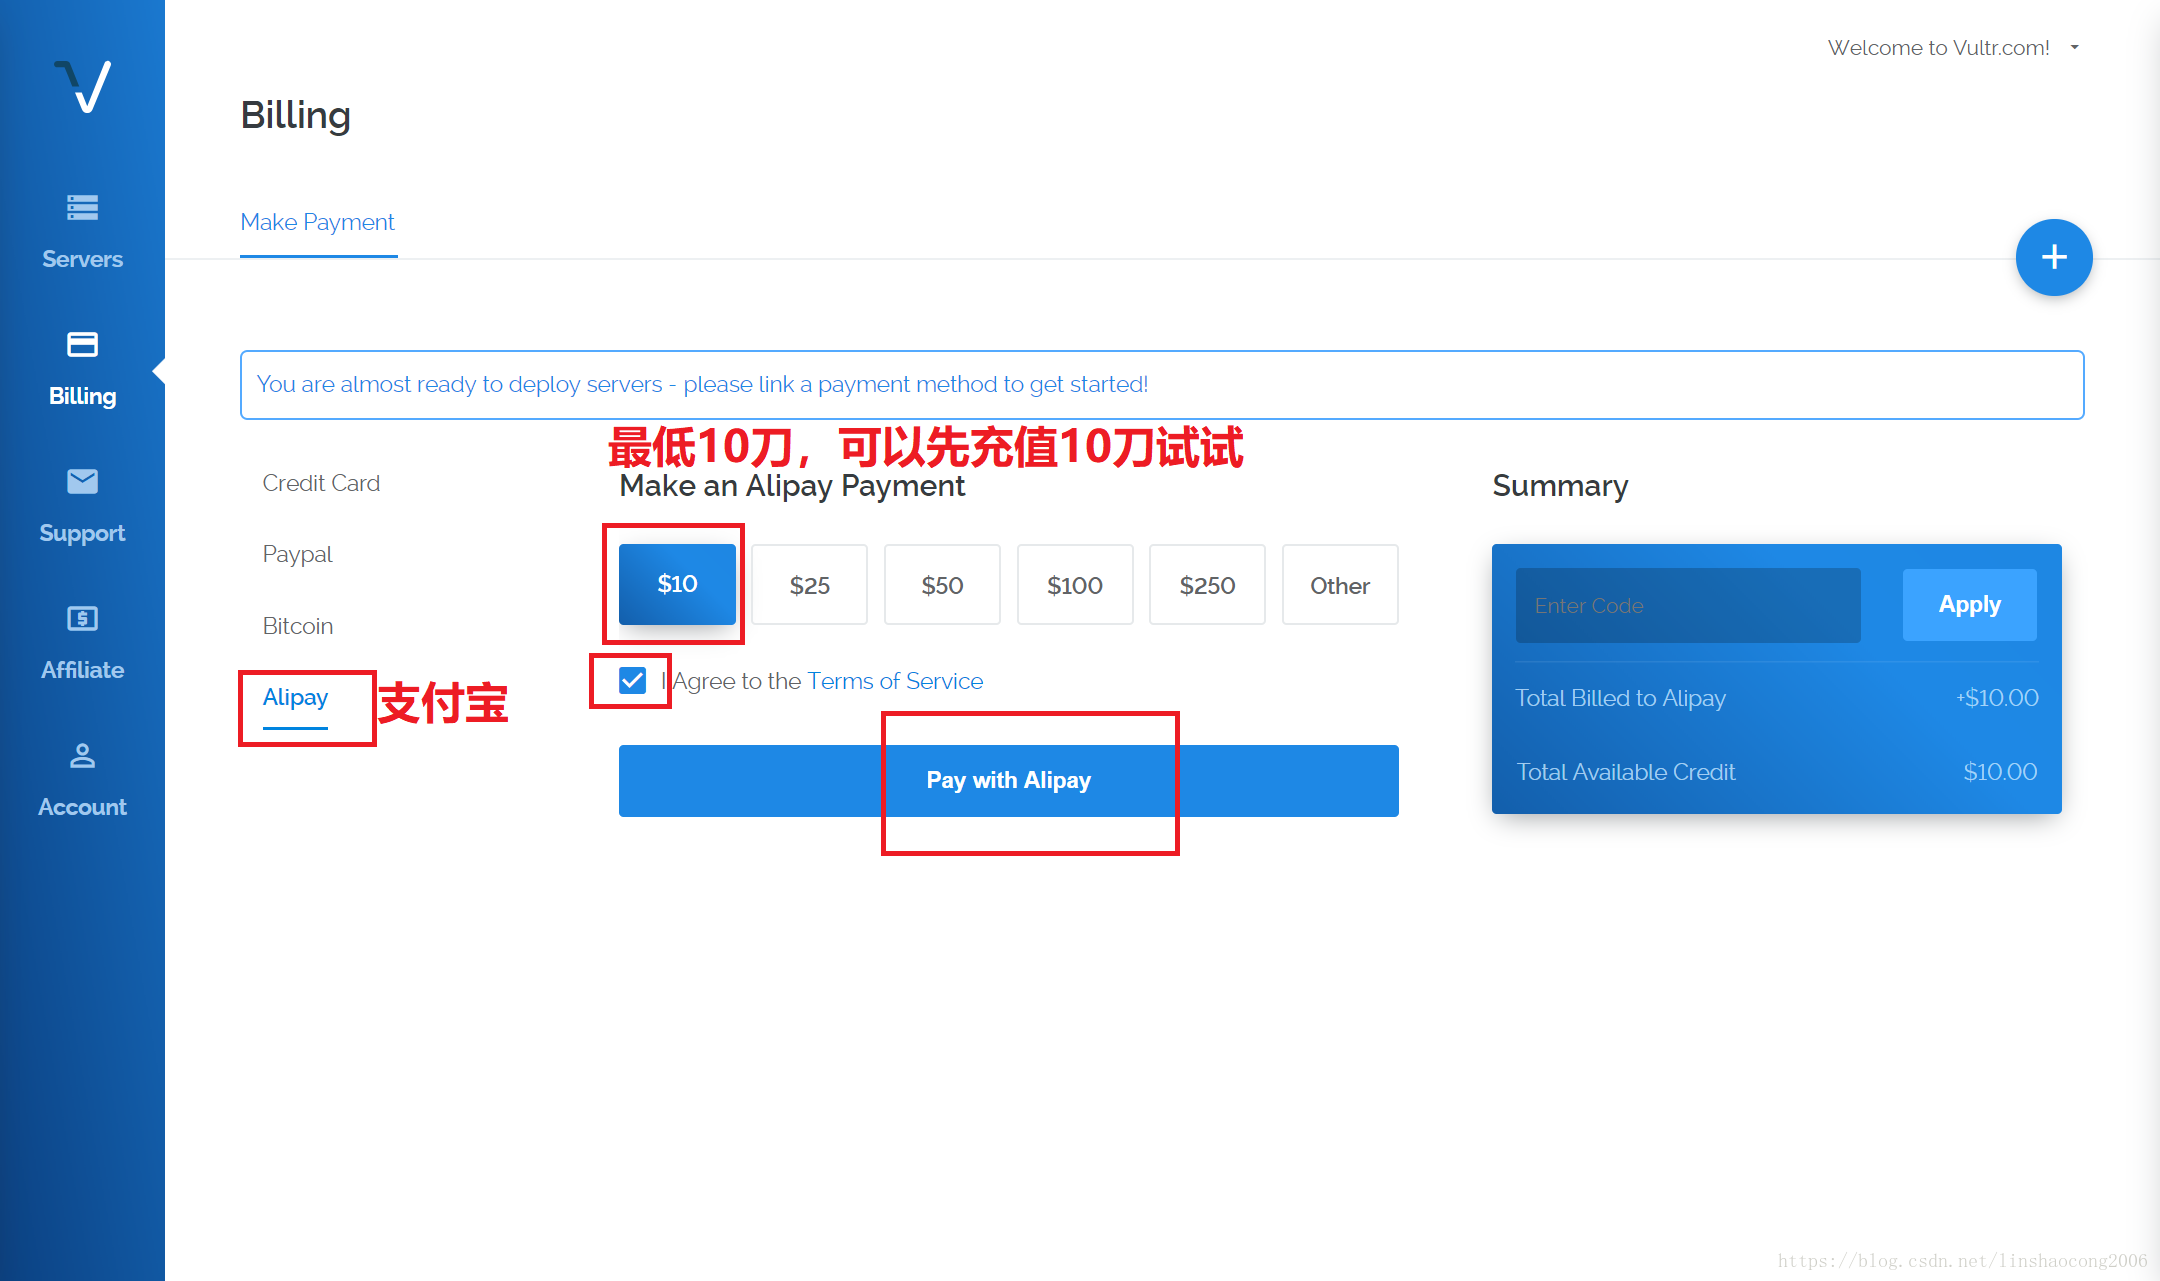 Welcome to Vultr.com!
Billing
Make Payment
Servers
Billing
Support
Affiliate
Account
You are almost ready to deploy servers - please link a payment method to get started!
最低10刀，可以先充值10刀试试
Credit Card
Paypal
Bitcoin
Alipay
支付宝
Make an Alipay Payment
$10
$25
$50
$100
$250
Other
I Agree to the Terms of Service
Pay with Alipay
Summary
Enter Code
Apply
Total Billed to Alipay
+$10.00
Total Available Credit
$10.00
https://blog.csdn.net/linshaocong2006